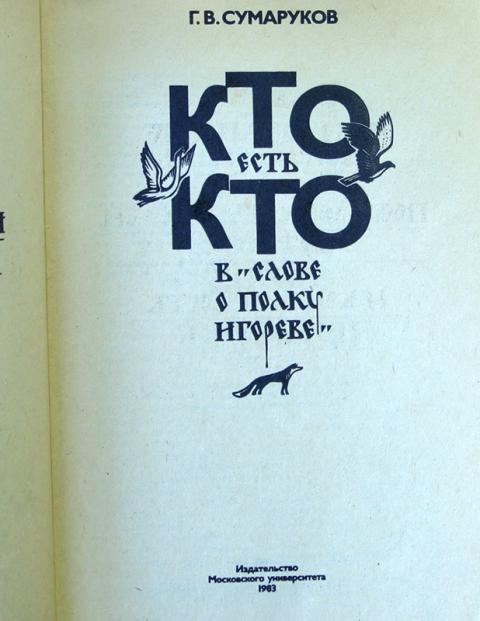 Г. В. СУМАРУКОВ
КТО
ЕСТЬ
КТО
В „СЛОВЕ
О ПОЛКУ
ИГОРЕВЕ"
Издательство
Московского университета
1983